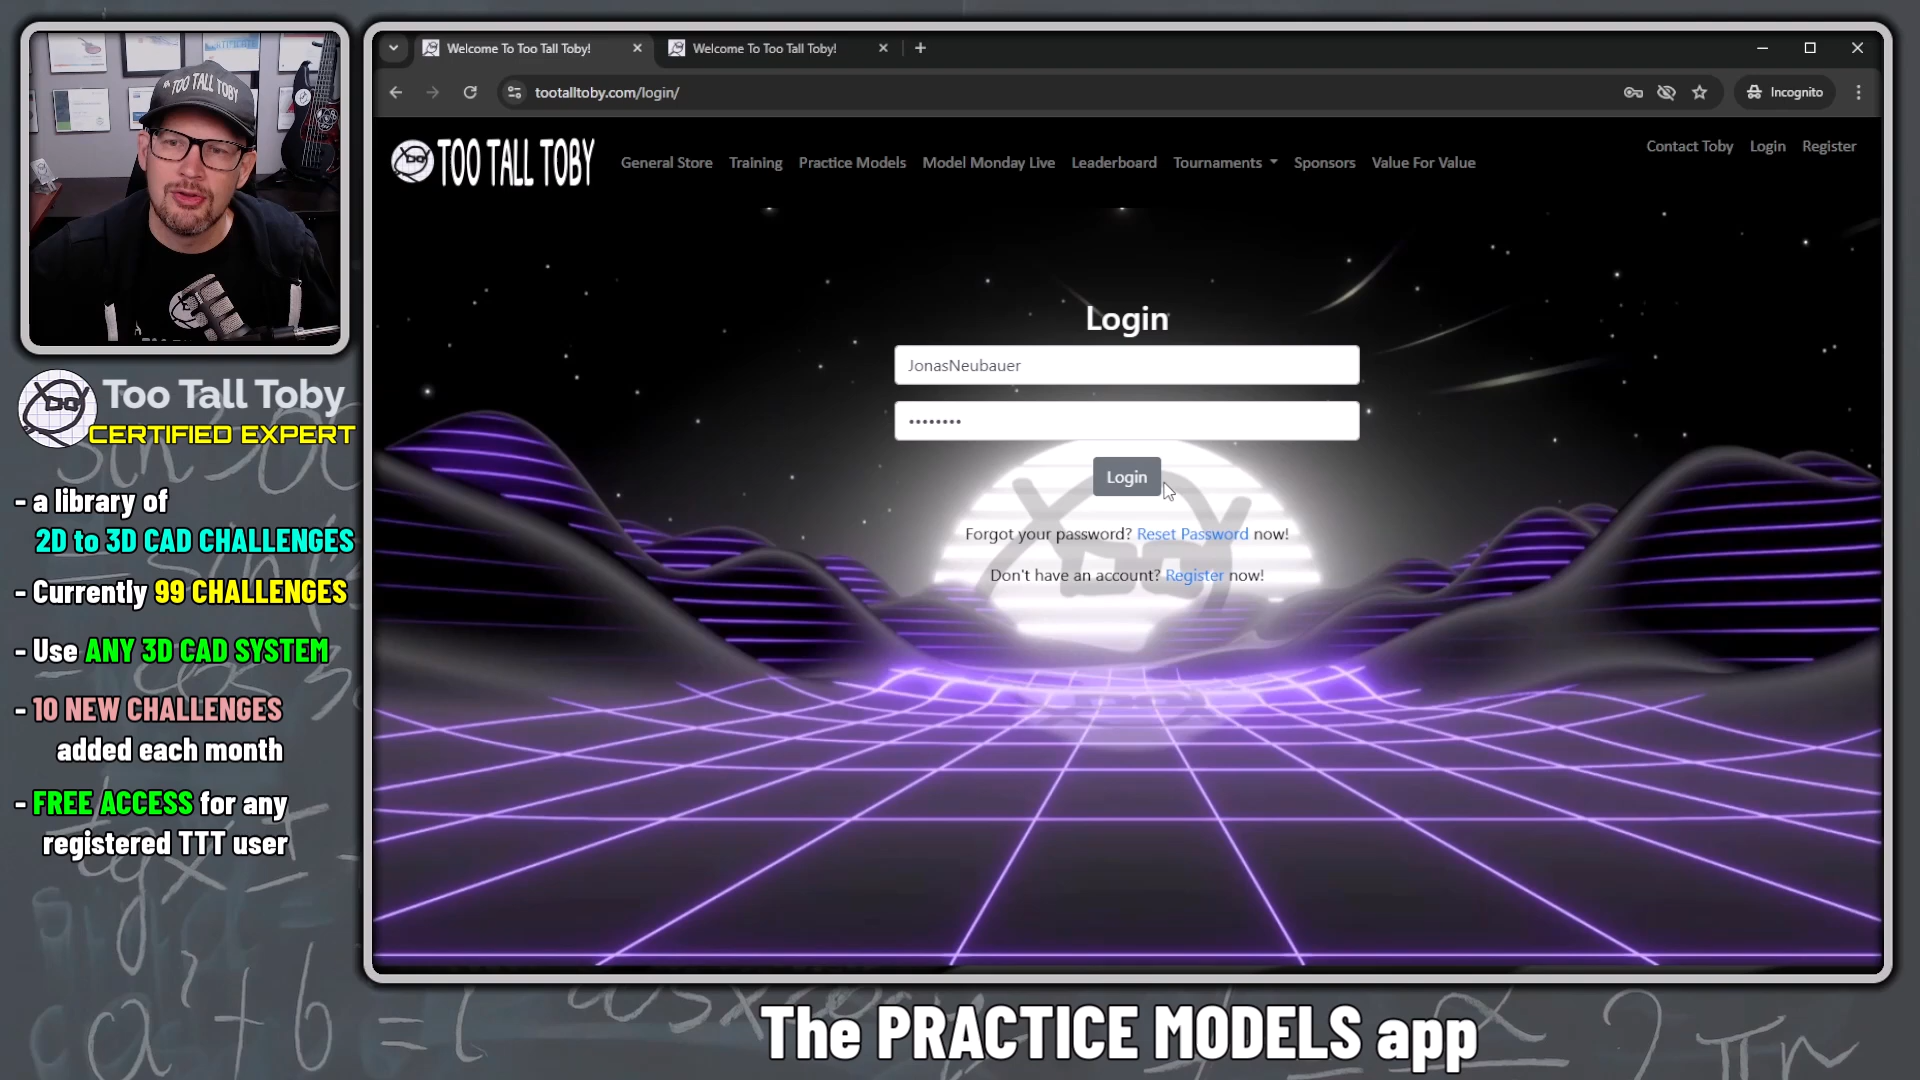 Welcome To Too Tall Toby!
Welcome To Too Tall Toby!
tootalltoby.com/login/
Incognito
TOO TALL TOBY
General Store
Training
Practice Models
Model Monday Live
Leaderboard
Tournaments
Sponsors
Value For Value
Contact Toby
Login
Register
Login
JonasNeubauer
••••••••
Login
Forgot your password? Reset Password now!
Don't have an account? Register now!
TOO TALL TOBY
Too Tall Toby
CERTIFIED EXPERT
- a library of
2D to 3D CAD CHALLENGES
- Currently 99 CHALLENGES
- Use ANY 3D CAD SYSTEM
- 10 NEW CHALLENGES
added each month
- FREE ACCESS for any
registered TTT user
The PRACTICE MODELS app